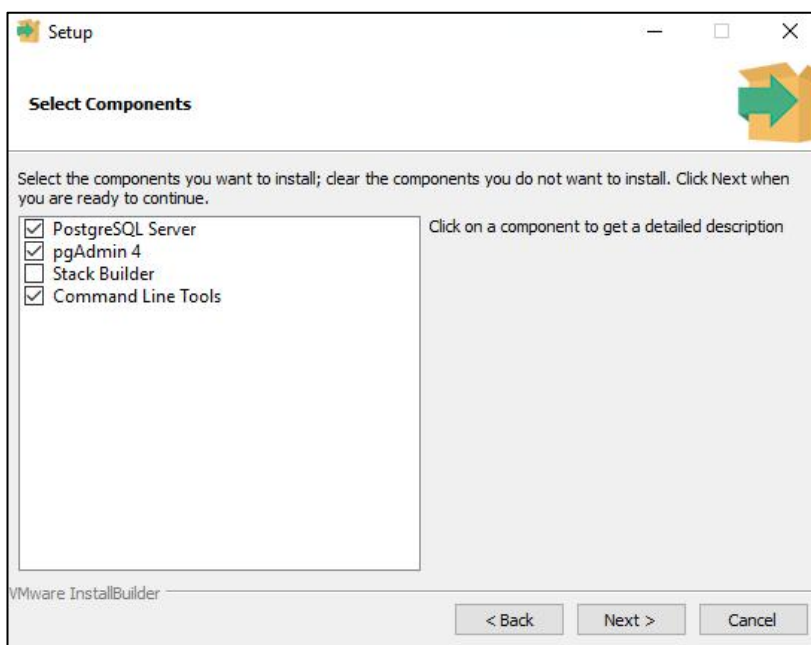 Setup
Select Components
Select the components you want to install; clear the components you do not want to install. Click Next when
you are ready to continue.
PostgreSQL Server
pgAdmin 4
Stack Builder
Command Line Tools
Click on a component to get a detailed description
VMware InstallBuilder
< Back
Next >
Cancel